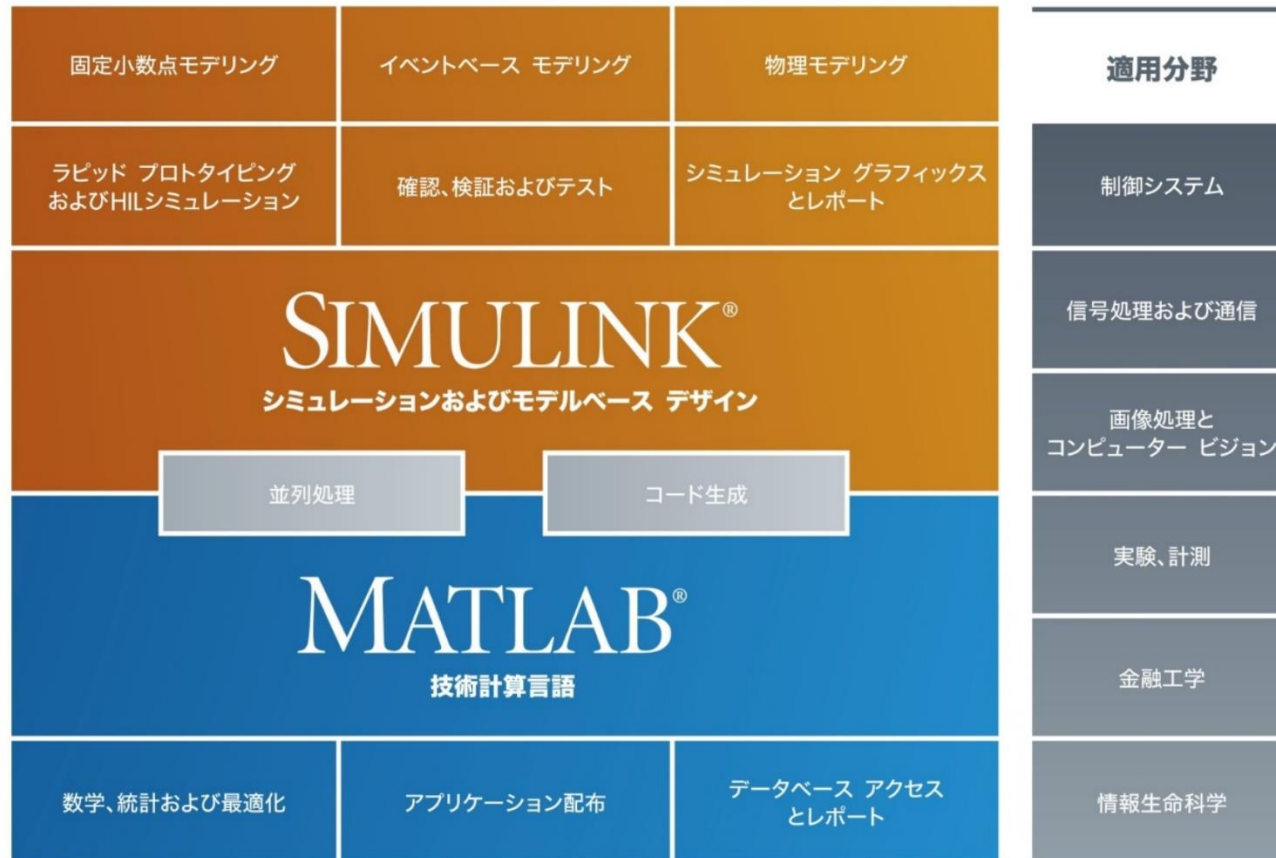 固定小数点モデリング
イベントベース モデリング
物理モデリング
ラピッド プロトタイピング
およびHILシミュレーション
確認、検証およびテスト
シミュレーション グラフィックス
とレポート
SIMULINK®
シミュレーションおよびモデルベース デザイン
並列処理
コード生成
MATLAB®
技術計算言語
数学、統計および最適化
アプリケーション配布
データベース アクセス
とレポート
適用分野
制御システム
信号処理および通信
画像処理と
コンピューター ビジョン
実験、計測
金融工学
情報生命科学